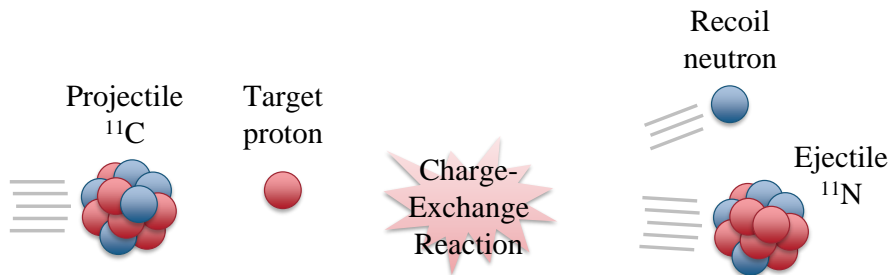 Projectile
¹¹C
Target
proton
Charge-
Exchange
Reaction
Recoil
neutron
Ejectile
¹¹N